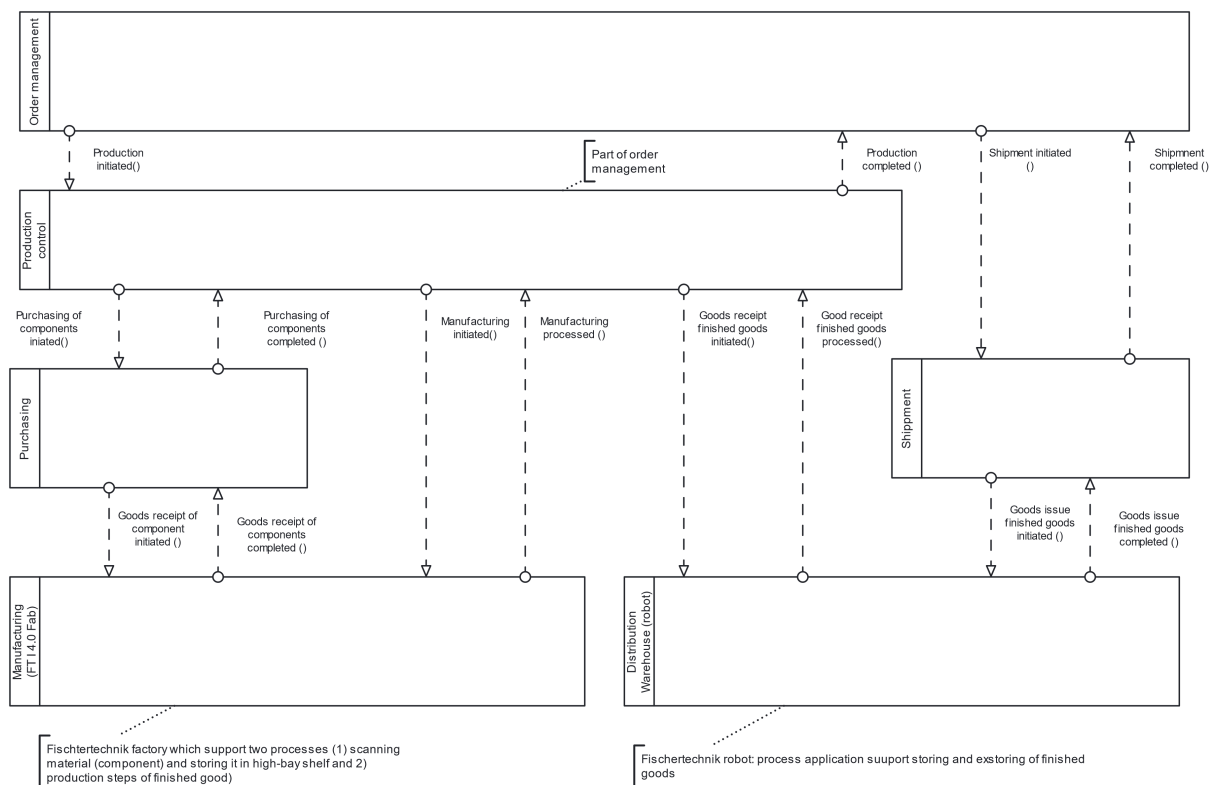 Order management
Production
initiated()
Part of order
management
Production
completed ()
Shipment initiated
()
Shipmnent
completed ()
Production
control
Purchasing of
components
iniated()
Purchasing of
components
completed ()
Manufacturing
initiated()
Manufacturing
processed ()
Goods receipt
finished goods
initiated()
Good receipt
finished goods
processed()
Purchasing
Shippment
Goods receipt of
component
initiated ()
Goods receipt of
components
completed ()
Goods issue
finished goods
initiated ()
Goods issue
finished goods
completed ()
Manufacturing
(FT I 4.0 Fab)
Distribution
Warehouse (robot)
Fischtertechnik factory which support two processes (1) scanning
material (component) and storing it in high-bay shelf and 2)
production steps of finished good)
Fischertechnik robot: process application suuport storing and exstoring of finished
goods